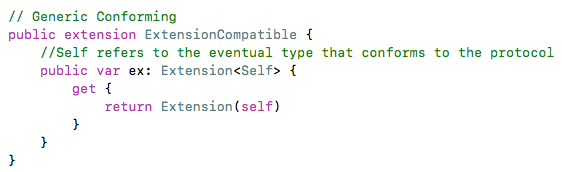 // Generic Conforming
public extension ExtensionCompatible {
    //Self refers to the eventual type that conforms to the protocol
    public var ex: Extension<Self> {
        get {
            return Extension(self)
        }
    }
}